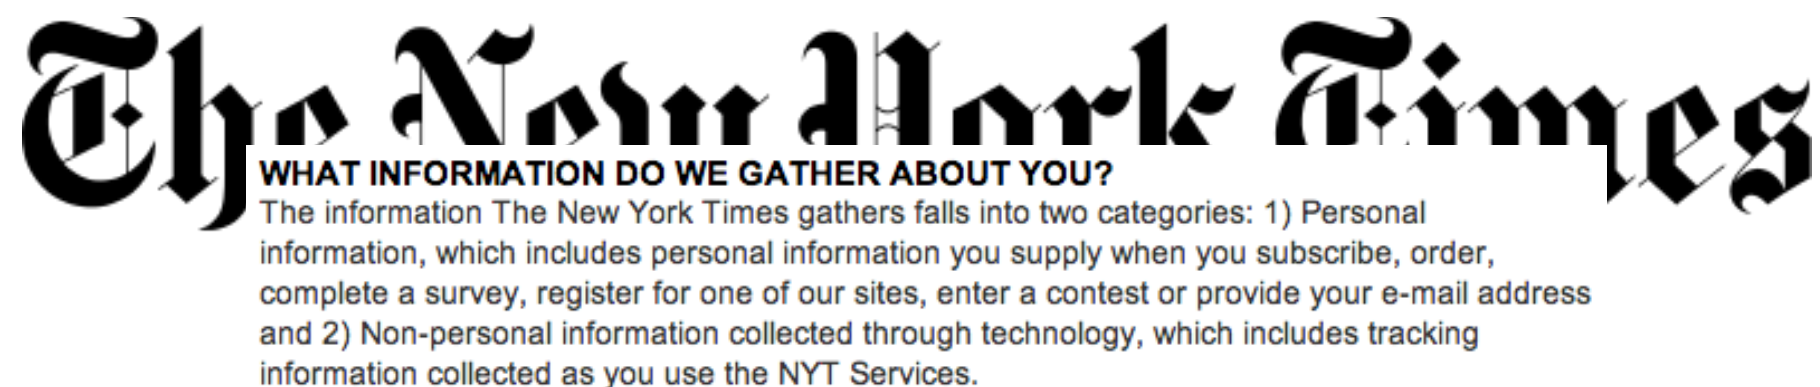 The New York Times
WHAT INFORMATION DO WE GATHER ABOUT YOU?
The information The New York Times gathers falls into two categories: 1) Personal
information, which includes personal information you supply when you subscribe, order,
complete a survey, register for one of our sites, enter a contest or provide your e-mail address
and 2) Non-personal information collected through technology, which includes tracking
information collected as you use the NYT Services.